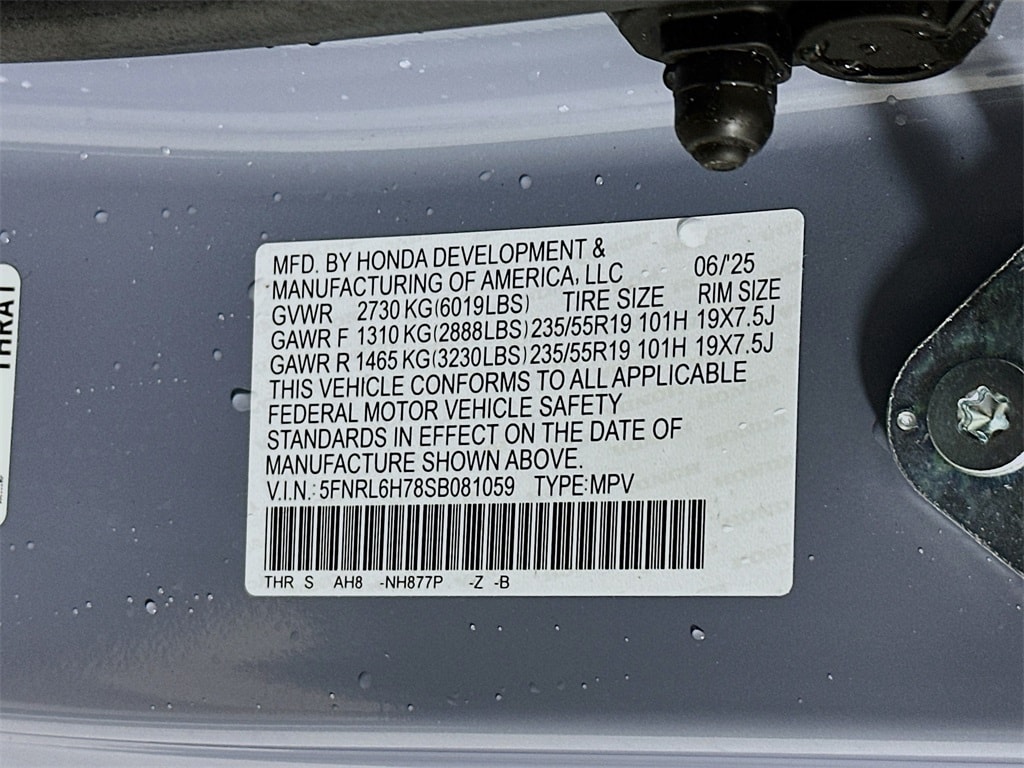 MFD. BY HONDA DEVELOPMENT &
MANUFACTURING OF AMERICA, LLC 06/'25
GVWR 2730 KG(6019LBS) TIRE SIZE RIM SIZE
GAWR F 1310 KG(2888LBS) 235/55R19 101H 19X7.5J
GAWR R 1465 KG(3230LBS) 235/55R19 101H 19X7.5J
THIS VEHICLE CONFORMS TO ALL APPLICABLE
FEDERAL MOTOR VEHICLE SAFETY
STANDARDS IN EFFECT ON THE DATE OF
MANUFACTURE SHOWN ABOVE.
V.I.N.: 5FNRL6H78SB081059 TYPE:MPV
THR S AH8 -NH877P -Z -B
THRA1